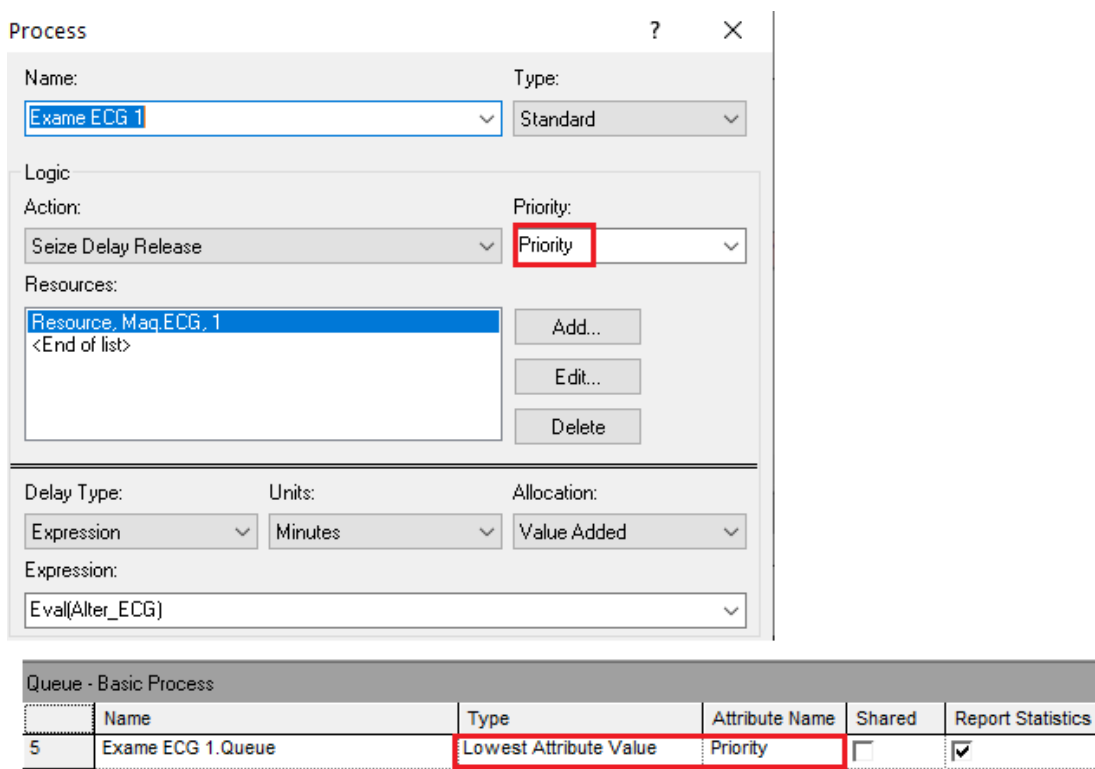 Process ? ×
Name: Type:
Exame ECG 1 Standard
Logic
Action: Priority:
Seize Delay Release Priority
Resources:
Resource, Maq.ECG, 1
<End of list>
Add...
Edit...
Delete
Delay Type: Units: Allocation:
Expression Minutes Value Added
Expression:
Eval(Alter_ECG)
Queue - Basic Process
Name Type Attribute Name Shared Report Statistics
5 Exame ECG 1.Queue Lowest Attribute Value Priority